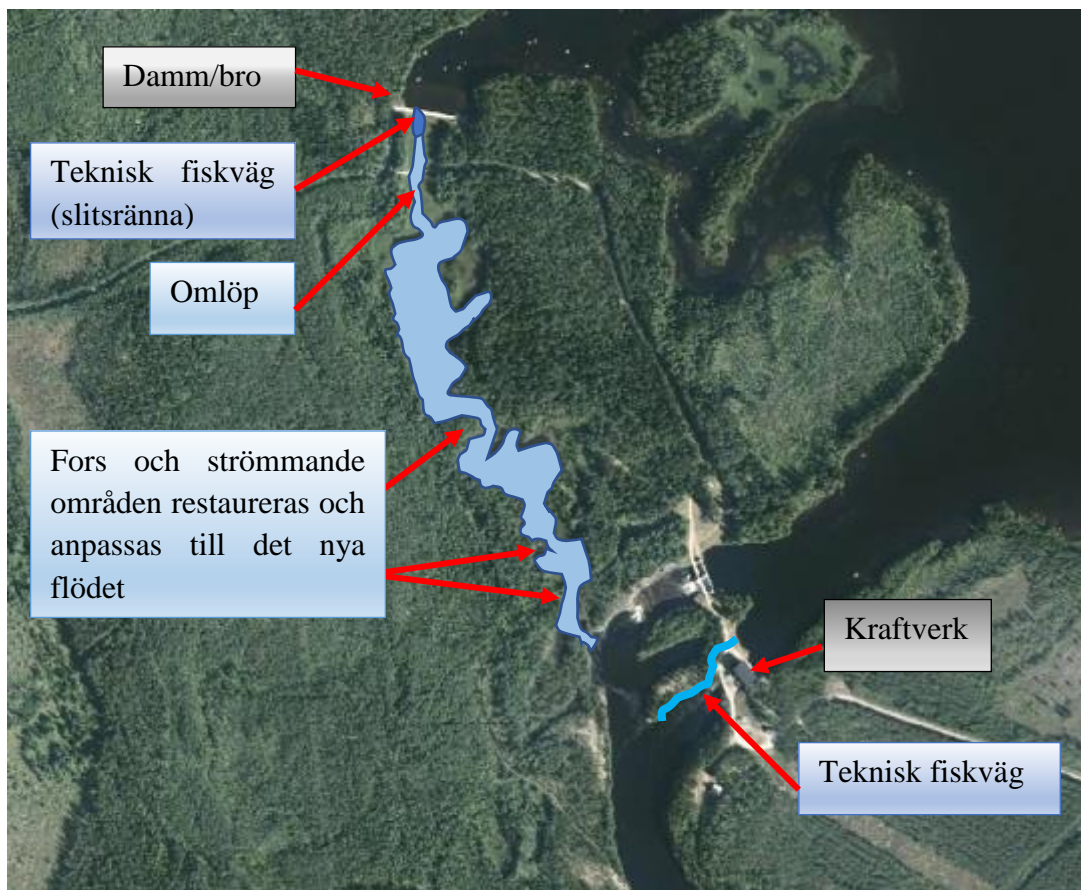 Damm/bro
Teknisk fiskväg
(slitsränna)
Omlöp
Fors och strömmande
områden restaureras och
anpassas till det nya
flödet
Kraftverk
Teknisk fiskväg